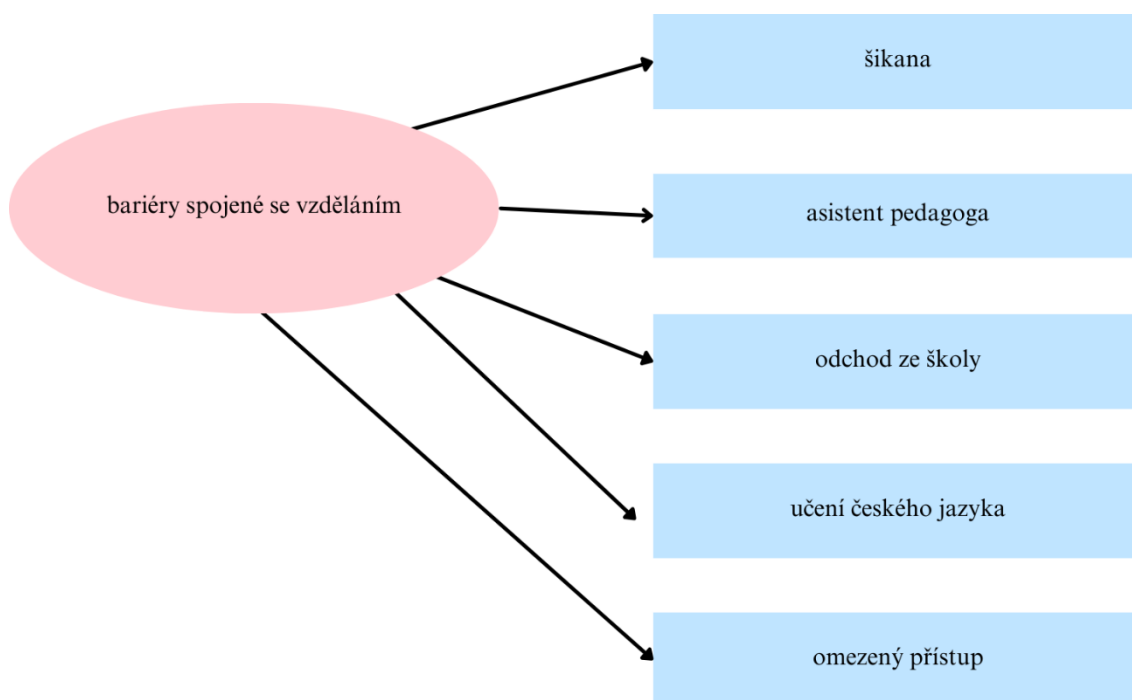 šikana
bariéry spojené se vzděláním
asistent pedagoga
odchod ze školy
učení českého jazyka
omezený přístup